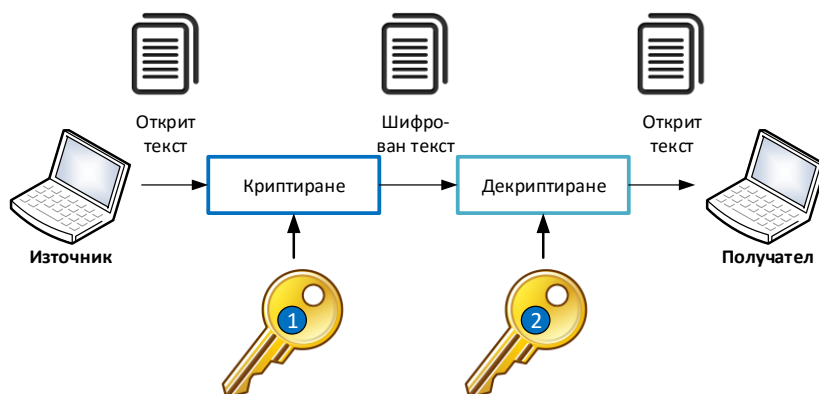 Открит
текст
Шифро-
ван текст
Открит
текст
Криптиране
Декриптиране
Източник
Получател
1
2